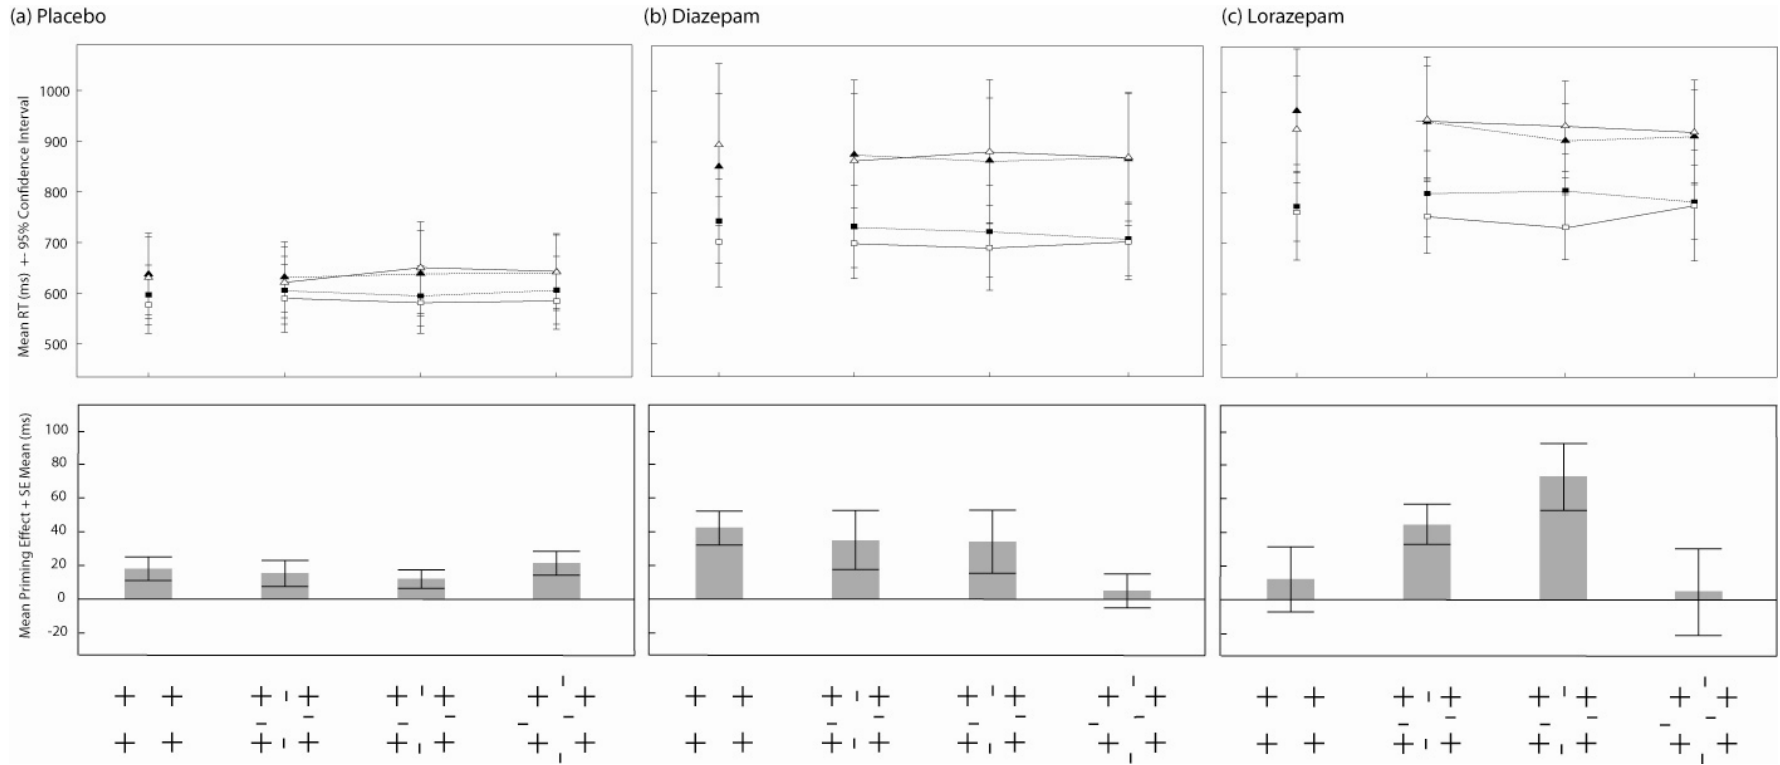 (a) Placebo
(b) Diazepam
(c) Lorazepam
Mean RT (ms) +- 95% Confidence Interval
1000
900
800
700
600
500
Mean Priming Effect + SE Mean (ms)
100
80
60
40
20
0
-20